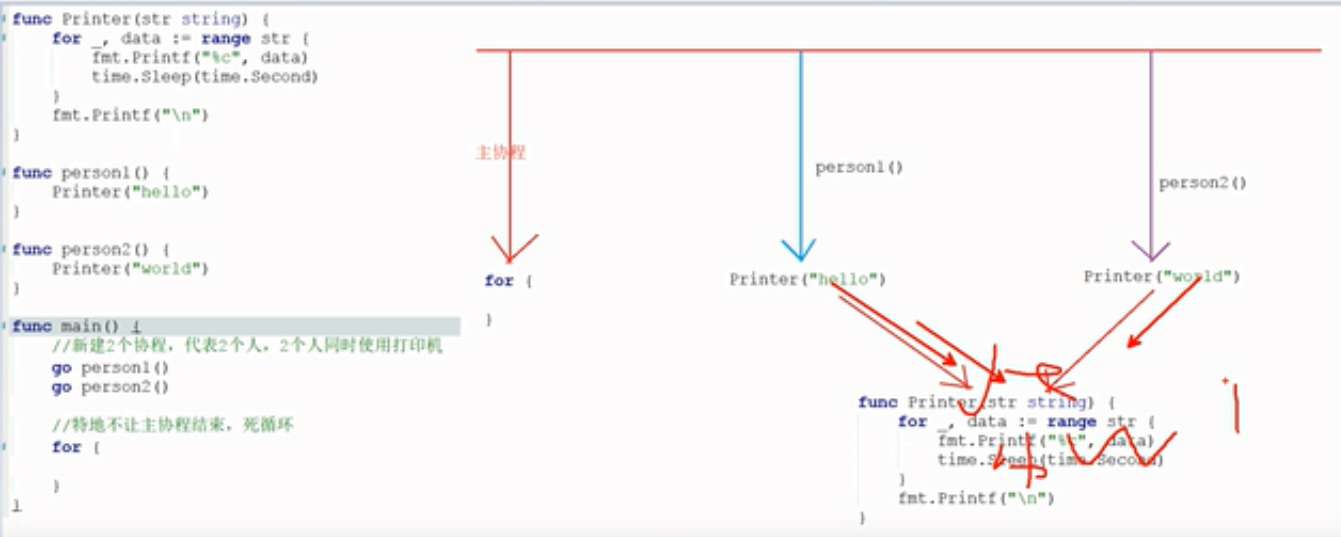 func Printer(str string) {
for _, data := range str {
fmt.Printf("%c", data)
time.Sleep(time.Second)
}
fmt.Printf("\n")
}
func person1() {
Printer("hello")
}
func person2() {
Printer("world")
}
func main() {
//新建2个协程，代表2个人，2个人同时使用打印机
go person1()
go person2()
//特地不让主协程结束，死循环
for {
}
}
主协程
person1()
person2()
for {
}
Printer("hello")
Printer("world")
func Printer(str string) {
for _, data := range str {
fmt.Printf("%c", data)
time.Sleep(time.Second)
}
fmt.Printf("\n")
}